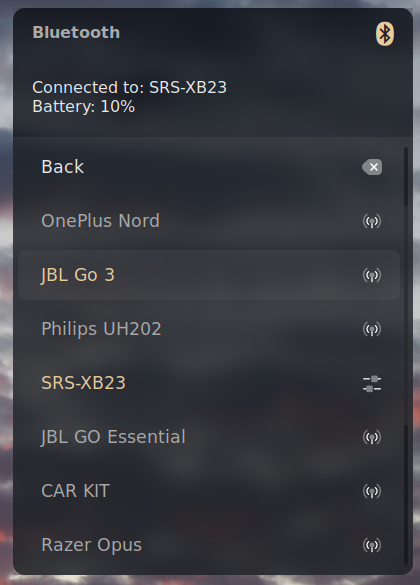 Bluetooth
Connected to: SRS-XB23
Battery: 10%
Back
OnePlus Nord
JBL Go 3
Philips UH202
SRS-XB23
JBL GO Essential
CAR KIT
Razer Opus